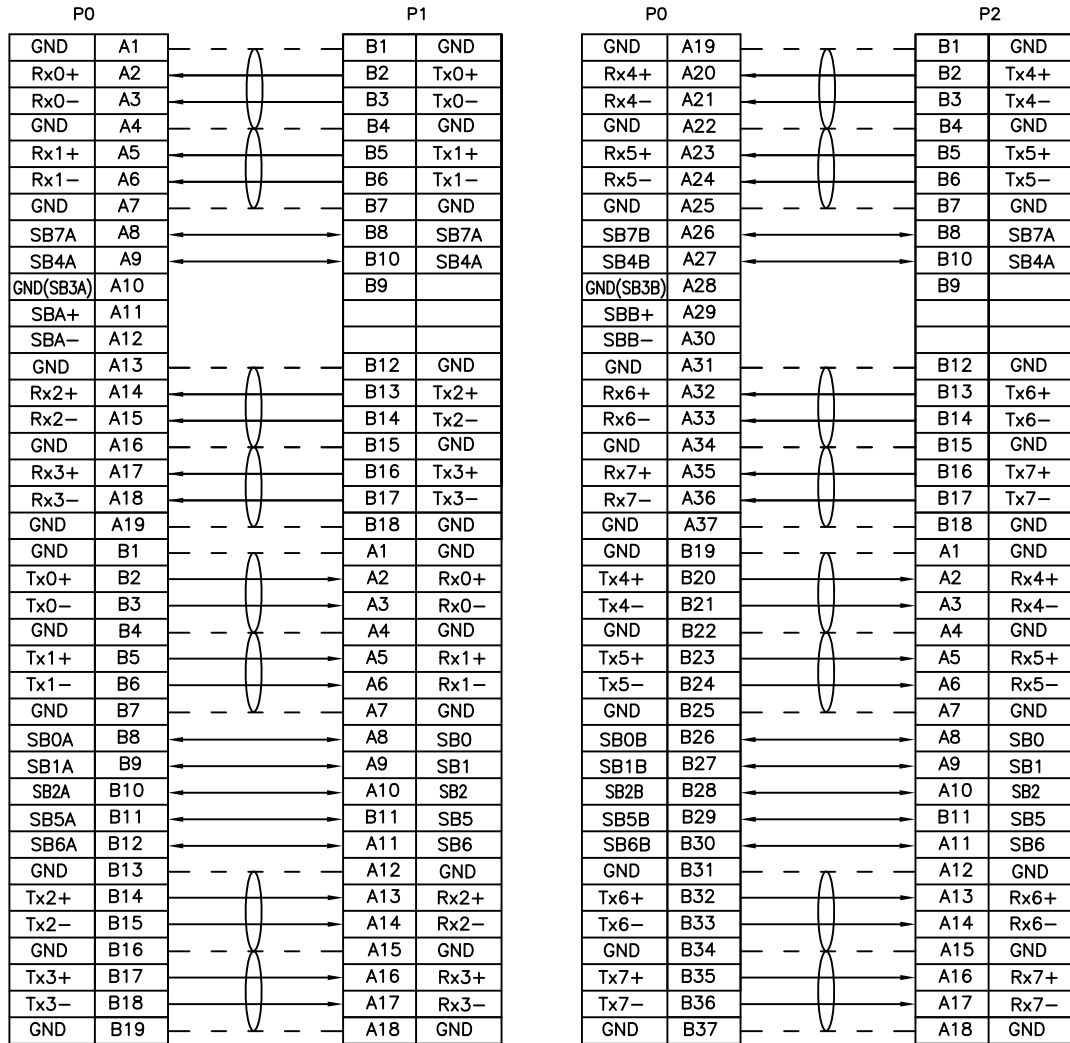 P0 P1 P0 P2
GND A1 B1 GND GND A19 B1 GND
Rx0+ A2 B2 Tx0+ Rx4+ A20 B2 Tx4+
Rx0- A3 B3 Tx0- Rx4- A21 B3 Tx4-
GND A4 B4 GND GND A22 B4 GND
Rx1+ A5 B5 Tx1+ Rx5+ A23 B5 Tx5+
Rx1- A6 B6 Tx1- Rx5- A24 B6 Tx5-
GND A7 B7 GND GND A25 B7 GND
SB7A A8 B8 SB7A SB7B A26 B8 SB7A
SB4A A9 B10 SB4A SB4B A27 B10 SB4A
GND(SB3A) A10 B9 GND(SB3B) A28 B9
SBA+ A11 SBB+ A29
SBA- A12 SBB- A30
GND A13 B12 GND GND A31 B12 GND
Rx2+ A14 B13 Tx2+ Rx6+ A32 B13 Tx6+
Rx2- A15 B14 Tx2- Rx6- A33 B14 Tx6-
GND A16 B15 GND GND A34 B15 GND
Rx3+ A17 B16 Tx3+ Rx7+ A35 B16 Tx7+
Rx3- A18 B17 Tx3- Rx7- A36 B17 Tx7-
GND A19 B18 GND GND A37 B18 GND
GND B1 A1 GND GND B19 A1 GND
Tx0+ B2 A2 Rx0+ Tx4+ B20 A2 Rx4+
Tx0- B3 A3 Rx0- Tx4- B21 A3 Rx4-
GND B4 A4 GND GND B22 A4 GND
Tx1+ B5 A5 Rx1+ Tx5+ B23 A5 Rx5+
Tx1- B6 A6 Rx1- Tx5- B24 A6 Rx5-
GND B7 A7 GND GND B25 A7 GND
SB0A B8 A8 SB0 SB0B B26 A8 SB0
SB1A B9 A9 SB1 SB1B B27 A9 SB1
SB2A B10 A10 SB2 SB2B B28 A10 SB2
SB5A B11 B11 SB5 SB5B B29 B11 SB5
SB6A B12 A11 SB6 SB6B B30 A11 SB6
GND B13 A12 GND GND B31 A12 GND
Tx2+ B14 A13 Rx2+ Tx6+ B32 A13 Rx6+
Tx2- B15 A14 Rx2- Tx6- B33 A14 Rx6-
GND B16 A15 GND GND B34 A15 GND
Tx3+ B17 A16 Rx3+ Tx7+ B35 A16 Rx7+
Tx3- B18 A17 Rx3- Tx7- B36 A17 Rx7-
GND B19 A18 GND GND B37 A18 GND